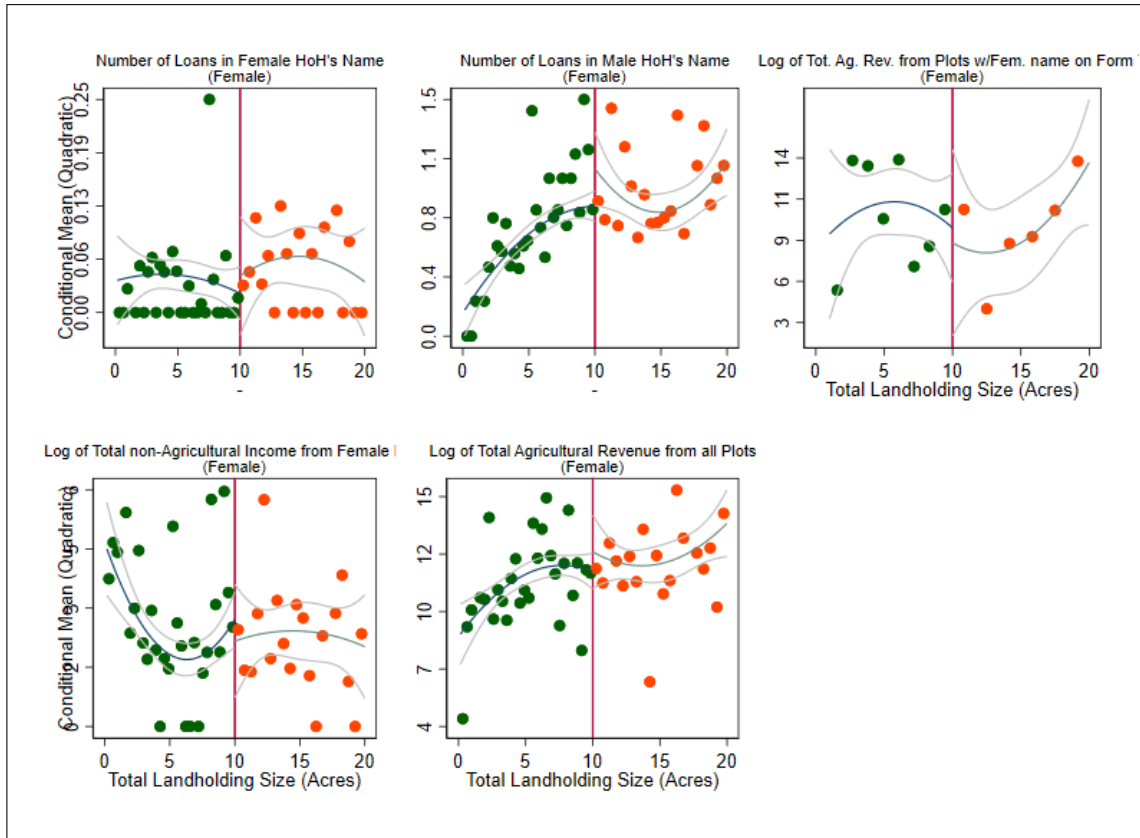 Number of Loans in Female HoH's Name
(Female)
Conditional Mean (Quadratic)
0.25
0.19
0.13
0.06
0.00
0 5 10 15 20
-
Number of Loans in Male HoH's Name
(Female)
1.5
1.1
0.8
0.4
0.0
0 5 10 15 20
-
Log of Tot. Ag. Rev. from Plots w/Fem. name on Form
(Female)
14
11
9
6
3
0 5 10 15 20
Total Landholding Size (Acres)
Log of Total non-Agricultural Income from Female
(Female)
Conditional Mean (Quadratic)
5
3
2
0
0 5 10 15 20
Total Landholding Size (Acres)
Log of Total Agricultural Revenue from all Plots
(Female)
15
12
10
7
4
0 5 10 15 20
Total Landholding Size (Acres)